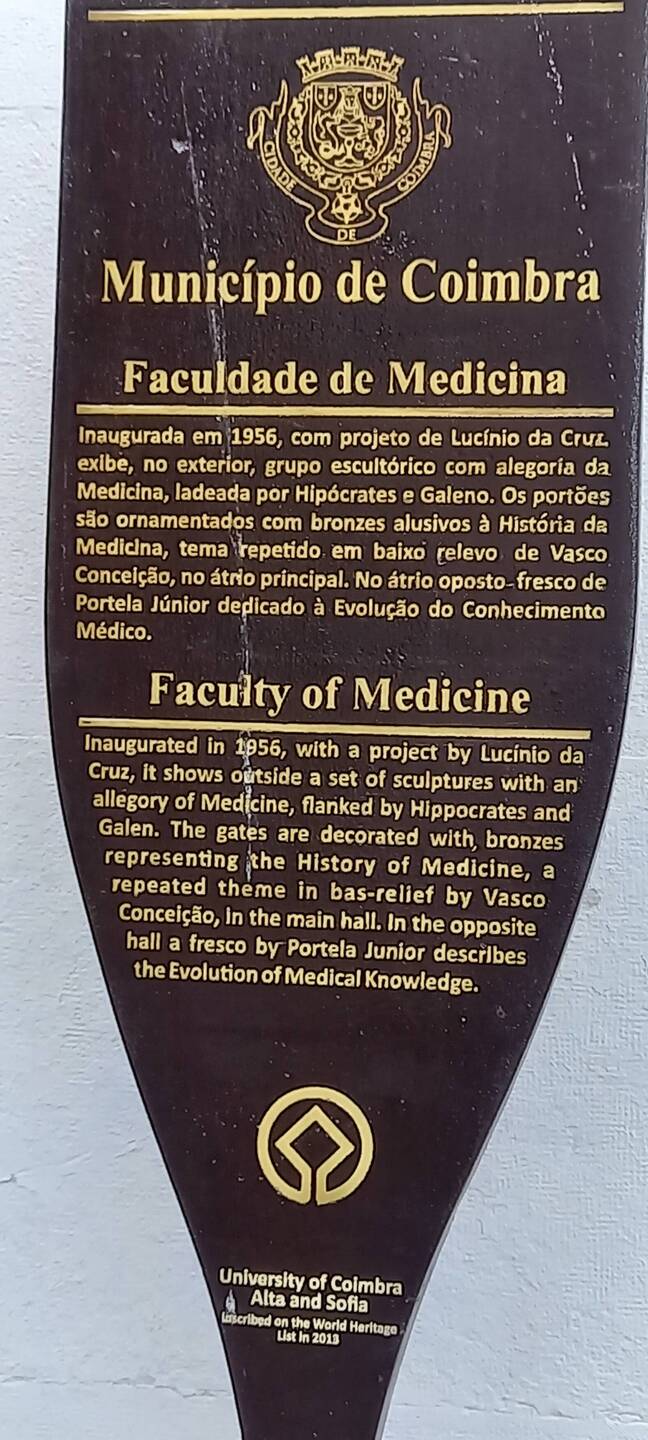 CIDADE DE COIMBRA
Município de Coimbra
Faculdade de Medicina
Inaugurada em 1956, com projeto de Lucínio da Cruz,
exibe, no exterior, grupo escultórico com alegoria da
Medicina, ladeada por Hipócrates e Galeno. Os portões
são ornamentados com bronzes alusivos à História da
Medicina, tema repetido em baixo relevo de Vasco
Conceição, no átrio principal. No átrio oposto fresco de
Portela Júnior dedicado à Evolução do Conhecimento
Médico.
Faculty of Medicine
Inaugurated in 1956, with a project by Lucínio da
Cruz, it shows outside a set of sculptures with an
allegory of Medicine, flanked by Hippocrates and
Galen. The gates are decorated with, bronzes
representing the History of Medicine, a
repeated theme in bas-relief by Vasco
Conceição, in the main hall. In the opposite
hall a fresco by Portela Junior describes
the Evolution of Medical Knowledge.
University of Coimbra
Alta and Sofia
Inscribed on the World Heritage
List in 2013